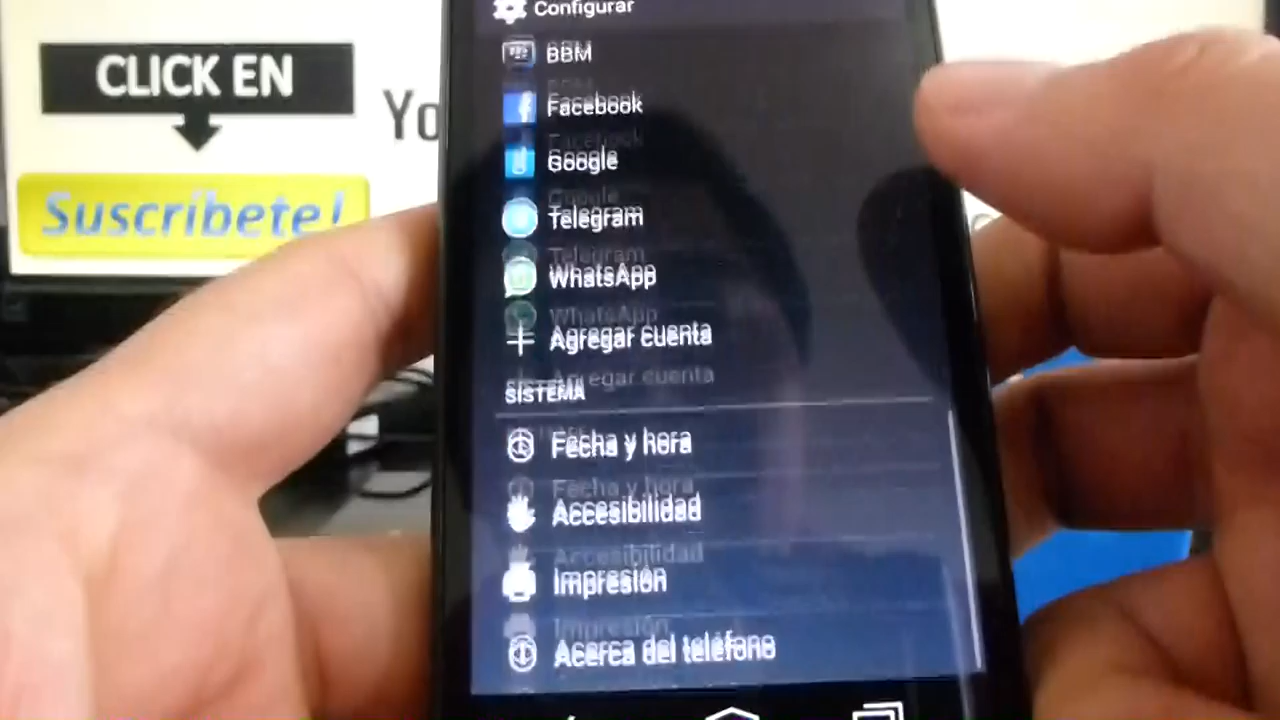 CLICK EN
Yo
Suscríbete!
Configurar
BBM
Facebook
Google
Telegram
WhatsApp
Agregar cuenta
SISTEMA
Fecha y hora
Accesibilidad
Impresión
Acerca del teléfono